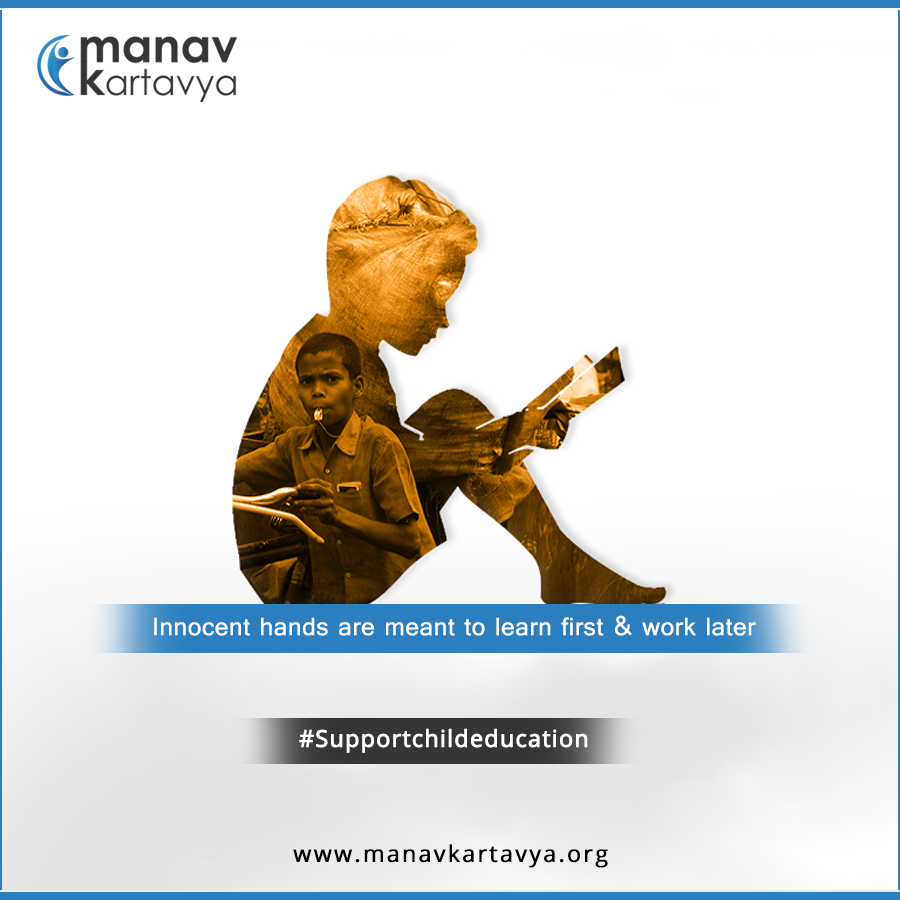 manav
Kartavya
Innocent hands are meant to learn first & work later
#Supportchildeducation
www.manavkartavya.org